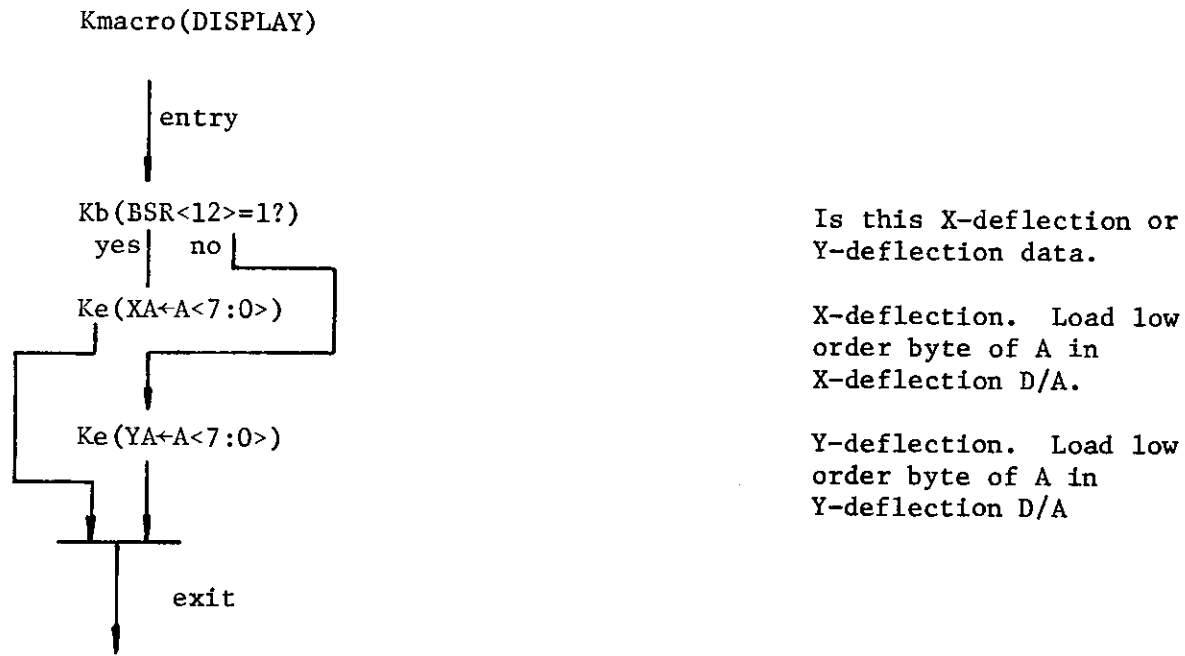 Kmacro(DISPLAY)
entry
Kb(BSR<12>=1?)
yes no
Ke(XA←A<7:0>)
Ke(YA←A<7:0>)
exit
Is this X-deflection or
Y-deflection data.
X-deflection. Load low
order byte of A in
X-deflection D/A.
Y-deflection. Load low
order byte of A in
Y-deflection D/A